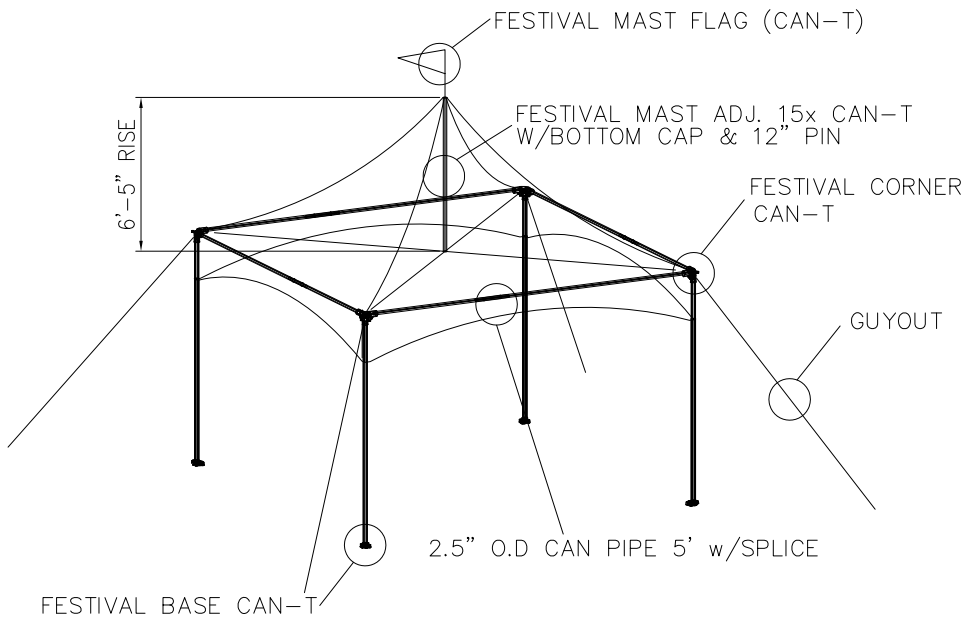 FESTIVAL MAST FLAG (CAN-T)
FESTIVAL MAST ADJ. 15x CAN-T
W/BOTTOM CAP & 12” PIN
6’-5” RISE
FESTIVAL CORNER
CAN-T
GUYOUT
2.5” O.D CAN PIPE 5’ w/SPLICE
FESTIVAL BASE CAN-T